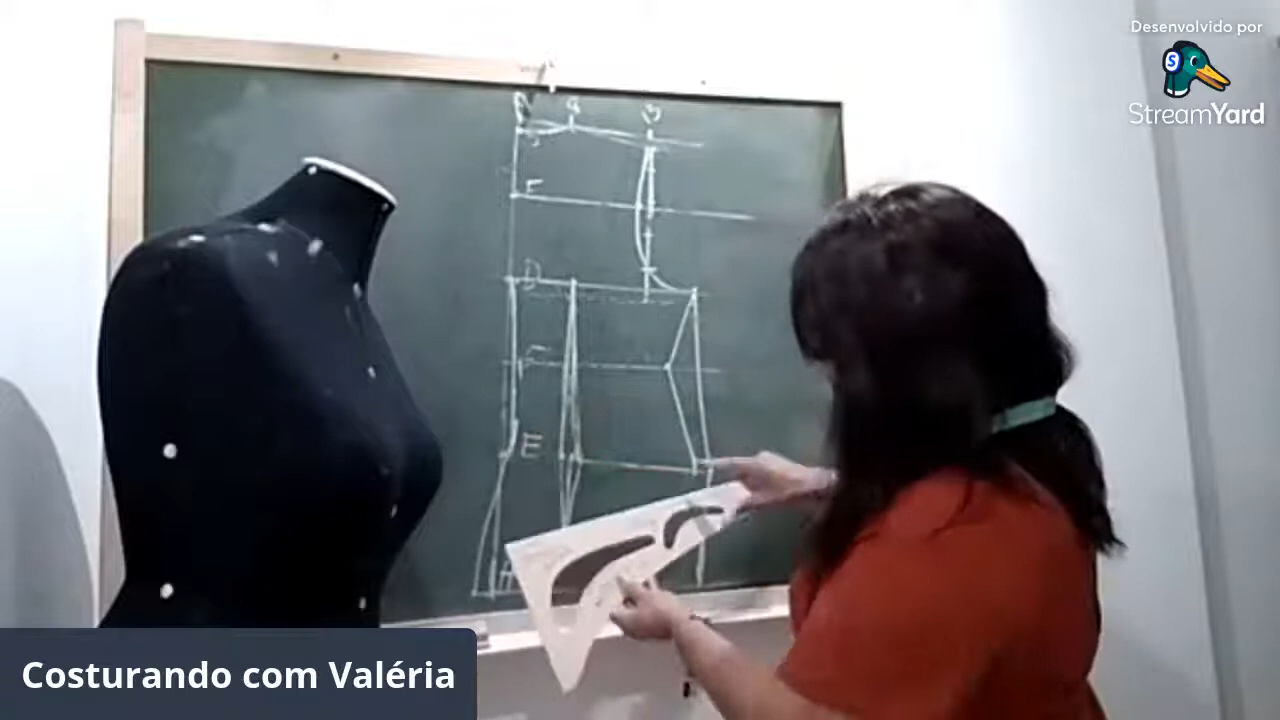 Desenvolvido por
StreamYard
D
E
Costurando com Valéria